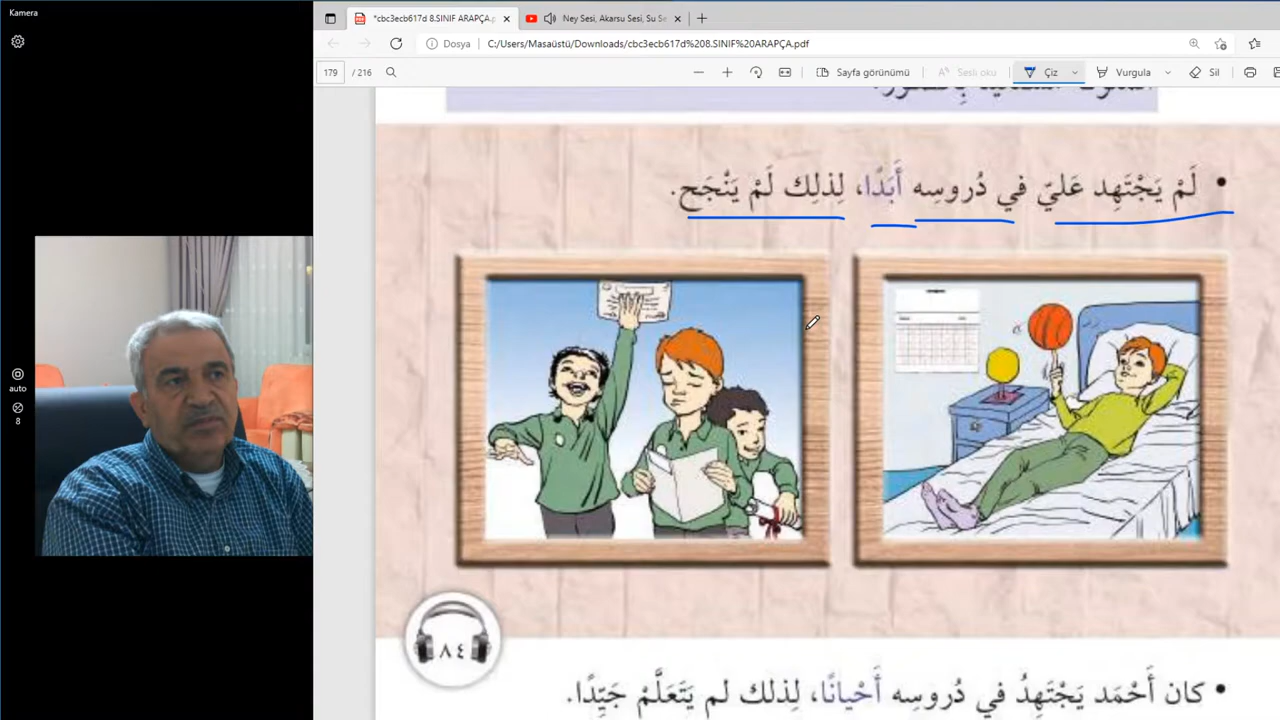 Kamera
*cbc3ecb617d 8.SINIF ARAPÇA.p
Ney Sesi, Akarsu Sesi, Su Se
Dosya
C:/Users/Masaüstü/Downloads/cbc3ecb617d%208.SINIF%20ARAPÇA.pdf
179 / 216
Sayfa görünümü
Sesli oku
Çiz
Vurgula
Sil
• لَمْ يَجْتَهِد عَليّ في دُروسِه أَبَدًا، لِذلِك لَمْ يَنْجَح.
auto
8
٨٤
• كان أَحْمَد يَجْتَهِدُ في دُروسِه أَحْيانًا، لِذلك لم يَتَعَلَّمْ جَيِّدًا.